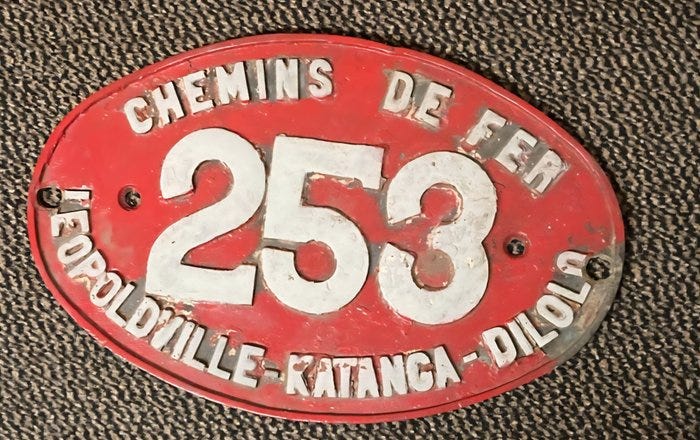 CHEMINS DE FER
253
LEOPOLDVILLE-KATANGA-DILOLO